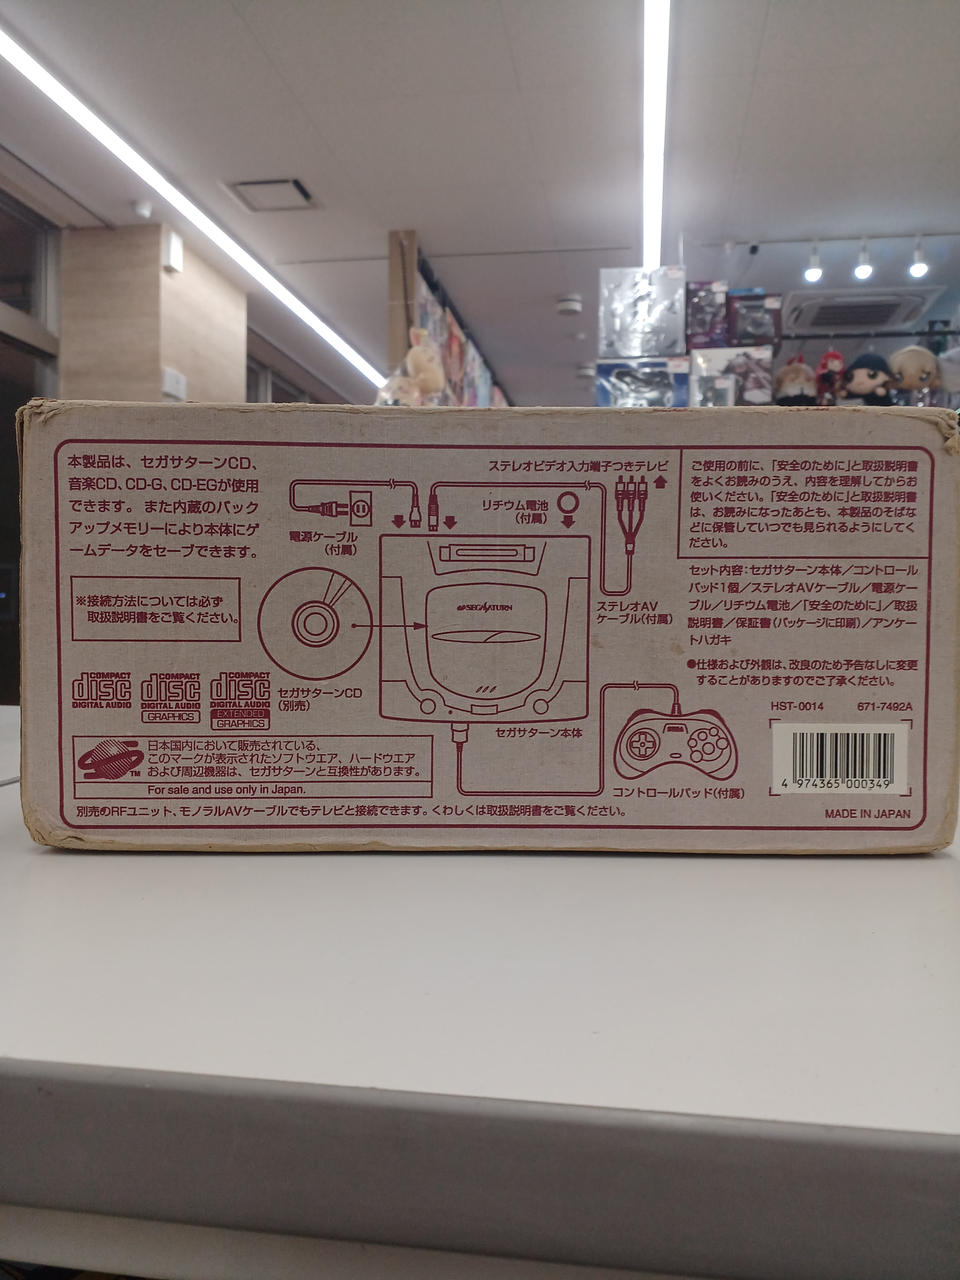 本製品は、セガサターンCD、
音楽CD、CD-G、CD-EGが使用
できます。また内蔵のバック
アップメモリーにより本体にゲ
ームデータをセーブできます。
※接続方法については必ず
取扱説明書をご覧ください。
COMPACT
disc
DIGITAL AUDIO
COMPACT
disc
DIGITAL AUDIO
GRAPHICS
COMPACT
disc
DIGITAL AUDIO
EXTENDED
GRAPHICS
ステレオビデオ入力端子つきテレビ
電源ケーブル
(付属)
リチウム電池
(付属)
ステレオAV
ケーブル(付属)
SEGA SATURN
セガサターンCD
(別売)
セガサターン本体
SEGA
コントロールパッド(付属)
TM
日本国内において販売されている、
このマークが表示されたソフトウエア、ハードウエア
および周辺機器は、セガサターンと互換性があります。
For sale and use only in Japan.
別売のRFユニット、モノラルAVケーブルでもテレビと接続できます。くわしくは取扱説明書をご覧ください。
ご使用の前に、「安全のために」と取扱説明書
をよくお読みのうえ、内容を理解してからお
使いください。「安全のために」と取扱説明書
は、お読みになったあとも、本製品のそばな
どに保管していつでも見られるようにしてく
ださい。
セット内容:セガサターン本体/コントロール
パッド1個/ステレオAVケーブル/電源ケー
ブル/リチウム電池/「安全のために」/取扱
説明書/保証書(パッケージに印刷)/アンケー
トハガキ
●仕様および外観は、改良のため予告なしに変更
することがありますのでご了承ください。
HST-0014 671-7492A
4 974365 000349
MADE IN JAPAN